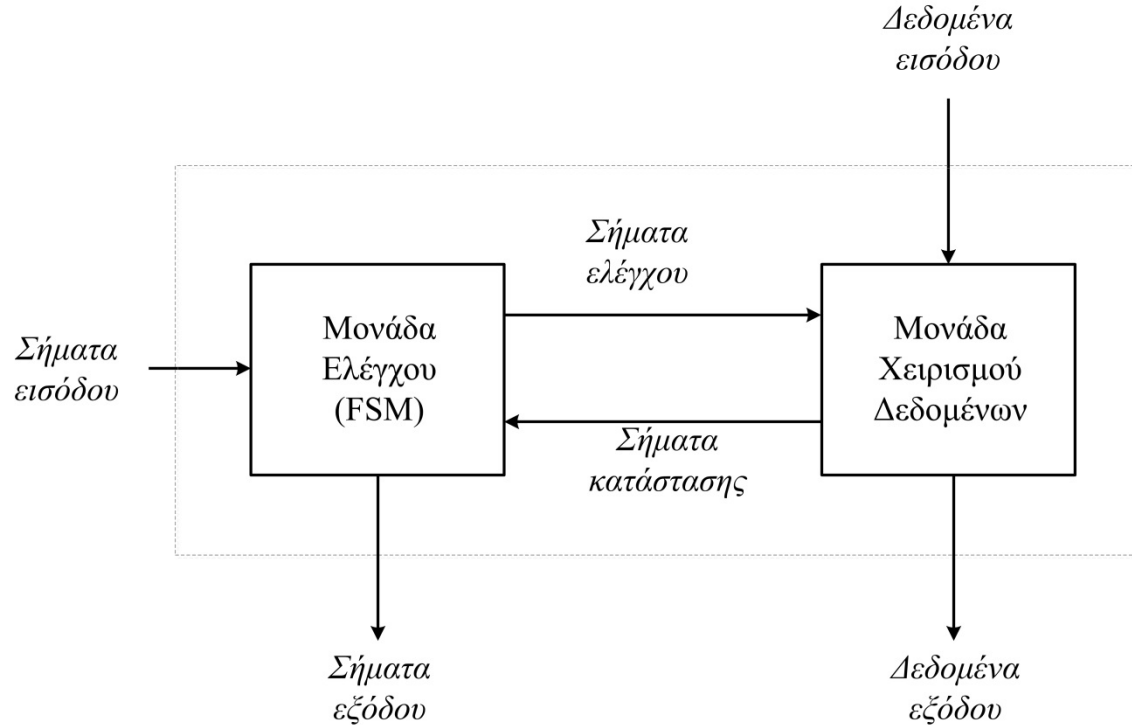 Δεδομένα
εισόδου
Σήματα
ελέγχου
Μονάδα
Ελέγχου
(FSM)
Μονάδα
Χειρισμού
Δεδομένων
Σήματα
εισόδου
Σήματα
κατάστασης
Σήματα
εξόδου
Δεδομένα
εξόδου